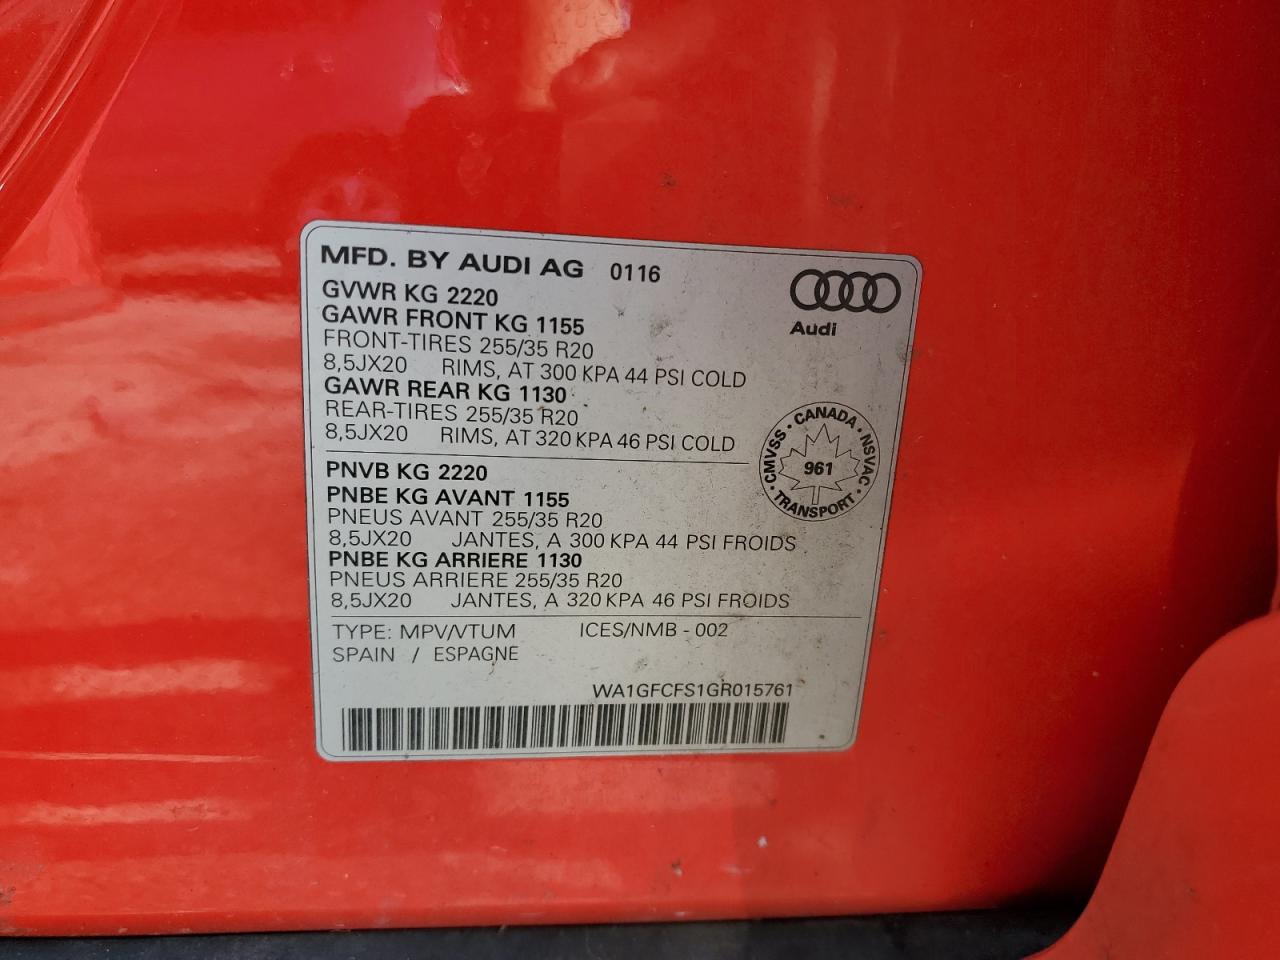 MFD. BY AUDI AG 0116
Audi
GVWR KG 2220
GAWR FRONT KG 1155
FRONT-TIRES 255/35 R20
8,5JX20 RIMS, AT 300 KPA 44 PSI COLD
GAWR REAR KG 1130
REAR-TIRES 255/35 R20
8,5JX20 RIMS, AT 320 KPA 46 PSI COLD
CMVSS · CANADA · NSVAC · TRANSPORT ·
961
PNVB KG 2220
PNBE KG AVANT 1155
PNEUS AVANT 255/35 R20
8,5JX20 JANTES, A 300 KPA 44 PSI FROIDS
PNBE KG ARRIERE 1130
PNEUS ARRIERE 255/35 R20
8,5JX20 JANTES, A 320 KPA 46 PSI FROIDS
TYPE: MPV/VTUM ICES/NMB - 002
SPAIN / ESPAGNE
WA1GFCFS1GR015761